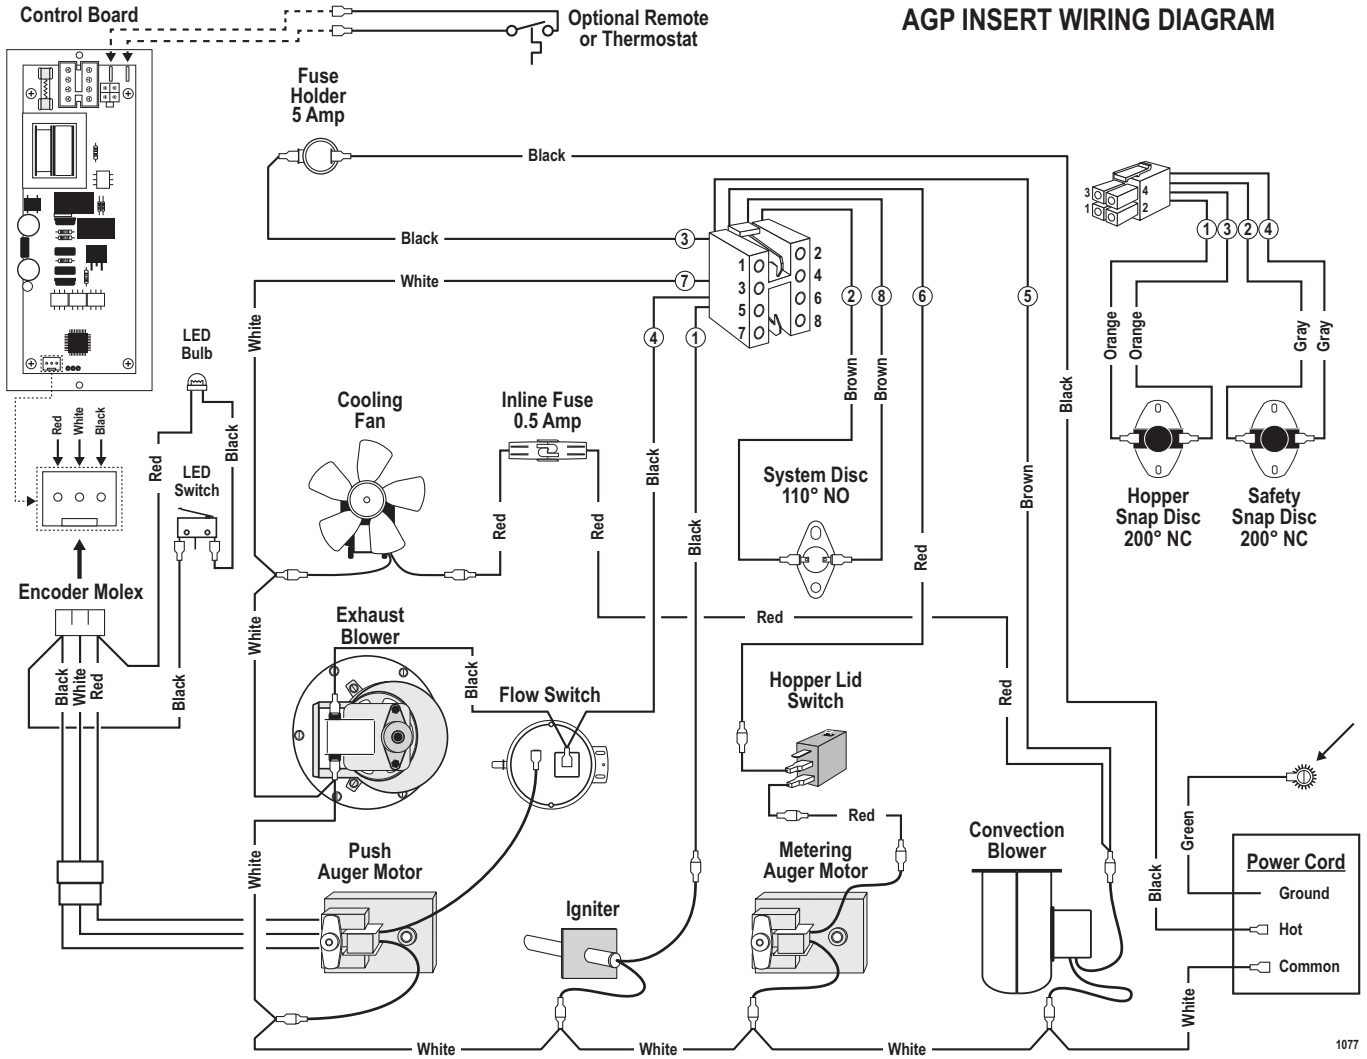 Control Board
Optional Remote
or Thermostat
AGP INSERT WIRING DIAGRAM
Fuse
Holder
5 Amp
Black
Black
3
White
7
4
1
1
3
5
7
2
4
6
8
2
8
6
5
3
1
4
2
1
3
2
4
Orange
Orange
Gray
Gray
Hopper
Snap Disc
200° NC
Safety
Snap Disc
200° NC
LED
Bulb
White
Red
White
Black
Red
Black
LED
Switch
Encoder Molex
Cooling
Fan
Inline Fuse
0.5 Amp
Red
Red
Black
Black
Brown
Brown
System Disc
110° NO
Red
Brown
Black
Red
Red
White
Exhaust
Blower
Black
Flow Switch
Hopper Lid
Switch
Black
White
Red
Black
Red
White
Push
Auger Motor
Igniter
Metering
Auger Motor
Convection
Blower
Black
Green
Power Cord
Ground
Hot
Common
White
White
White
White
1077